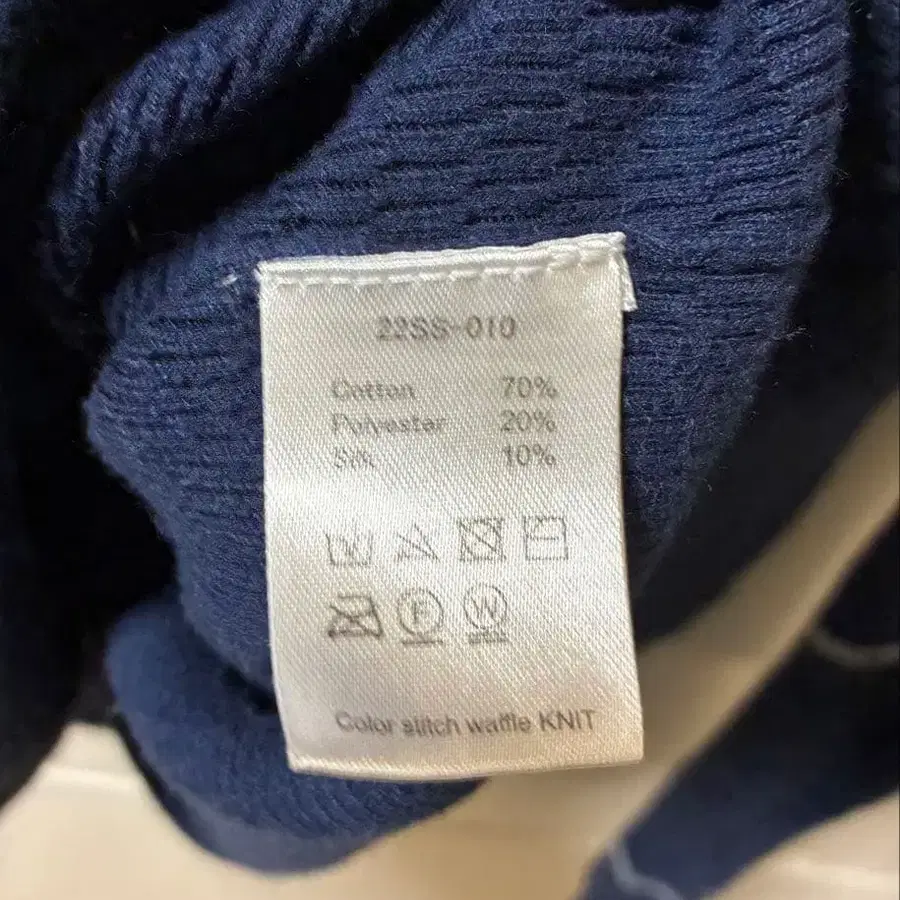 22SS-010
Cotton 70%
Polyester 20%
Silk 10%
F W
Color stitch waffle KNIT